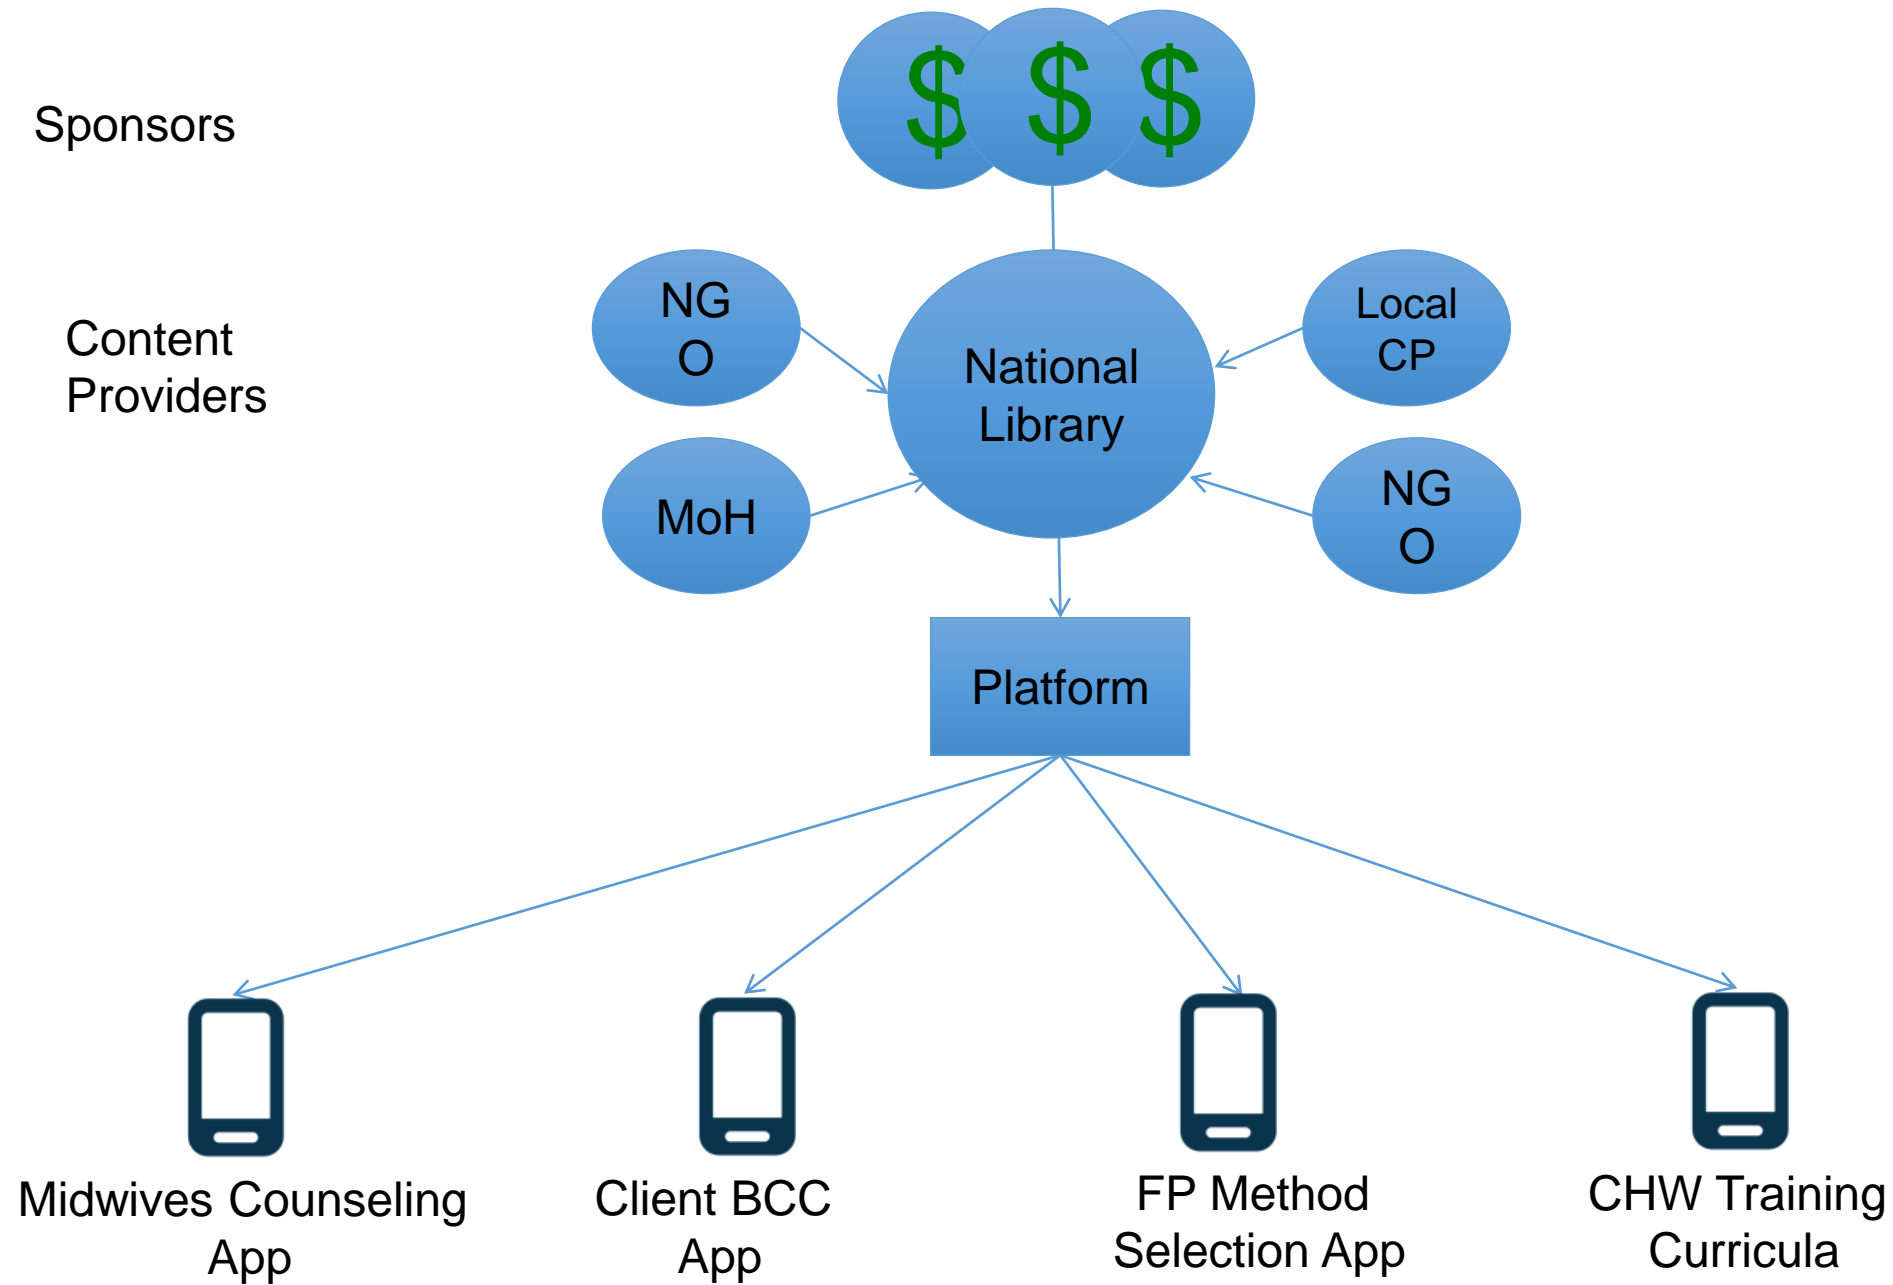 Sponsors
$ $ $
Content
Providers
NG
O
National
Library
Local
CP
MoH
NG
O
Platform
Midwives Counseling
App
Client BCC
App
FP Method
Selection App
CHW Training
Curricula